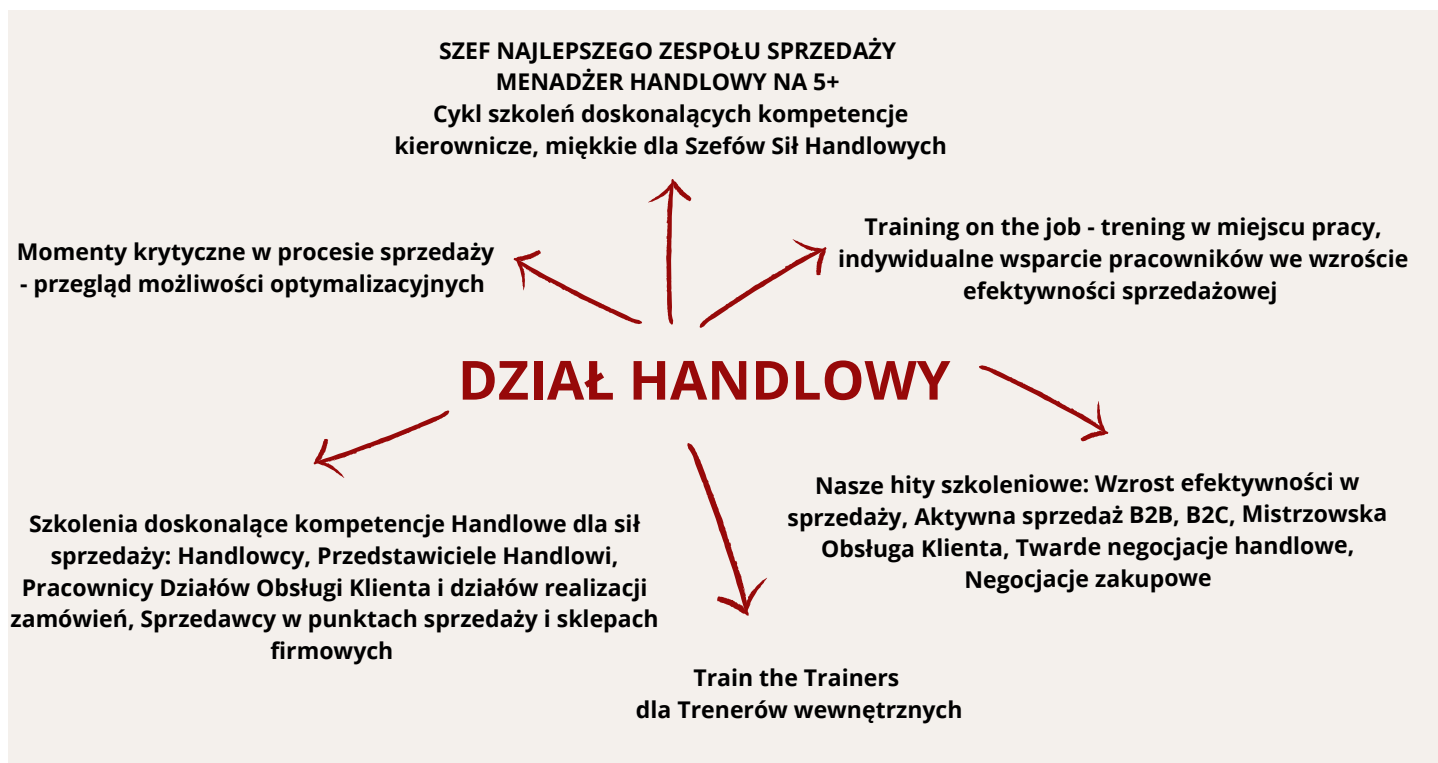 SZEF NAJLEPSZEGO ZESPOŁU SPRZEDAŻY
MENADŻER HANDLOWY NA 5+
Cykl szkoleń doskonalących kompetencje
kierownicze, miękkie dla Szefów Sił Handlowych
Momenty krytyczne w procesie sprzedaży
- przegląd możliwości optymalizacyjnych
Training on the job - trening w miejscu pracy,
indywidualne wsparcie pracowników we wzroście
efektywności sprzedażowej
DZIAŁ HANDLOWY
Szkolenia doskonalące kompetencje Handlowe dla sił
sprzedaży: Handlowcy, Przedstawiciele Handlowi,
Pracownicy Działów Obsługi Klienta i działów realizacji
zamówień, Sprzedawcy w punktach sprzedaży i sklepach
firmowych
Nasze hity szkoleniowe: Wzrost efektywności w
sprzedaży, Aktywna sprzedaż B2B, B2C, Mistrzowska
Obsługa Klienta, Twarde negocjacje handlowe,
Negocjacje zakupowe
Train the Trainers
dla Trenerów wewnętrznych